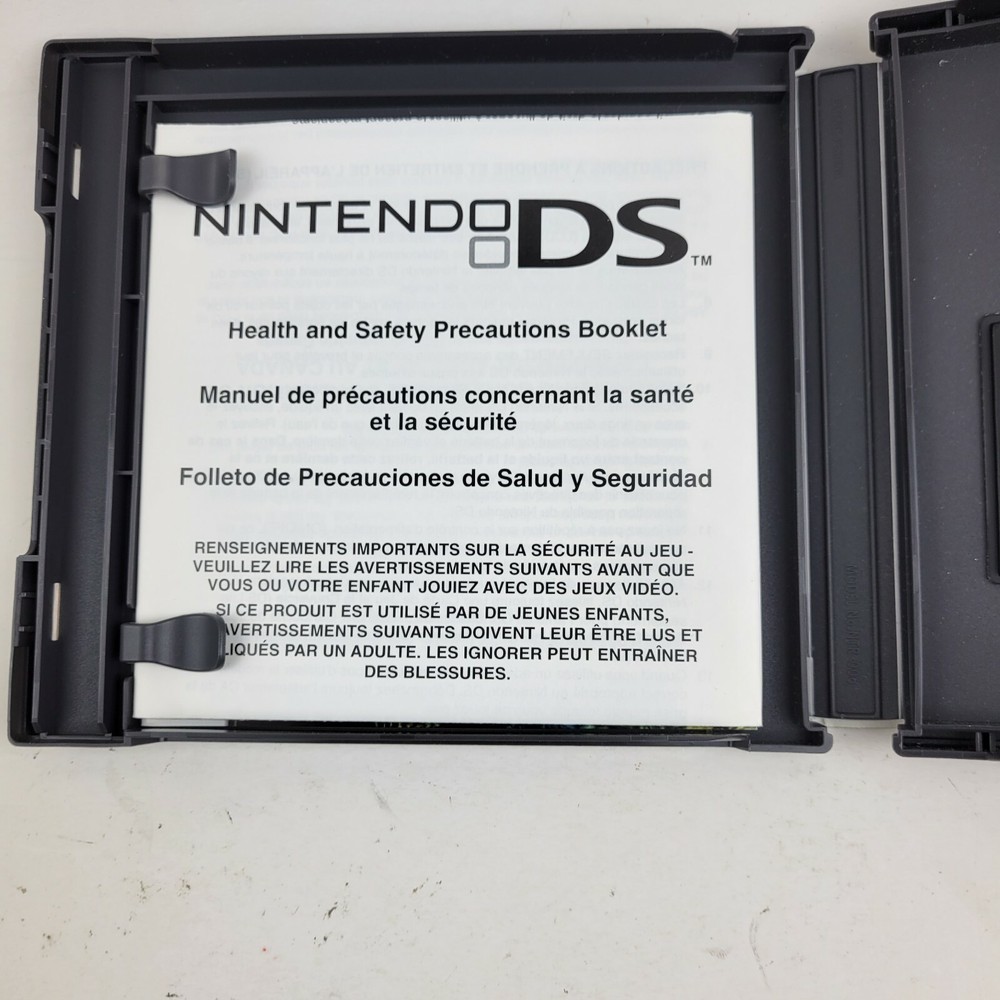 NINTENDO DS TM
Health and Safety Precautions Booklet
Manuel de précautions concernant la santé
et la sécurité
Folleto de Precauciones de Salud y Seguridad
RENSEIGNEMENTS IMPORTANTS SUR LA SÉCURITÉ AU JEU -
VEUILLEZ LIRE LES AVERTISSEMENTS SUIVANTS AVANT QUE
VOUS OU VOTRE ENFANT JOUIEZ AVEC DES JEUX VIDÉO.
SI CE PRODUIT EST UTILISÉ PAR DE JEUNES ENFANTS,
AVERTISSEMENTS SUIVANTS DOIVENT LEUR ÊTRE LUS ET
LIQUÉS PAR UN ADULTE. LES IGNORER PEUT ENTRAÎNER
DES BLESSURES.